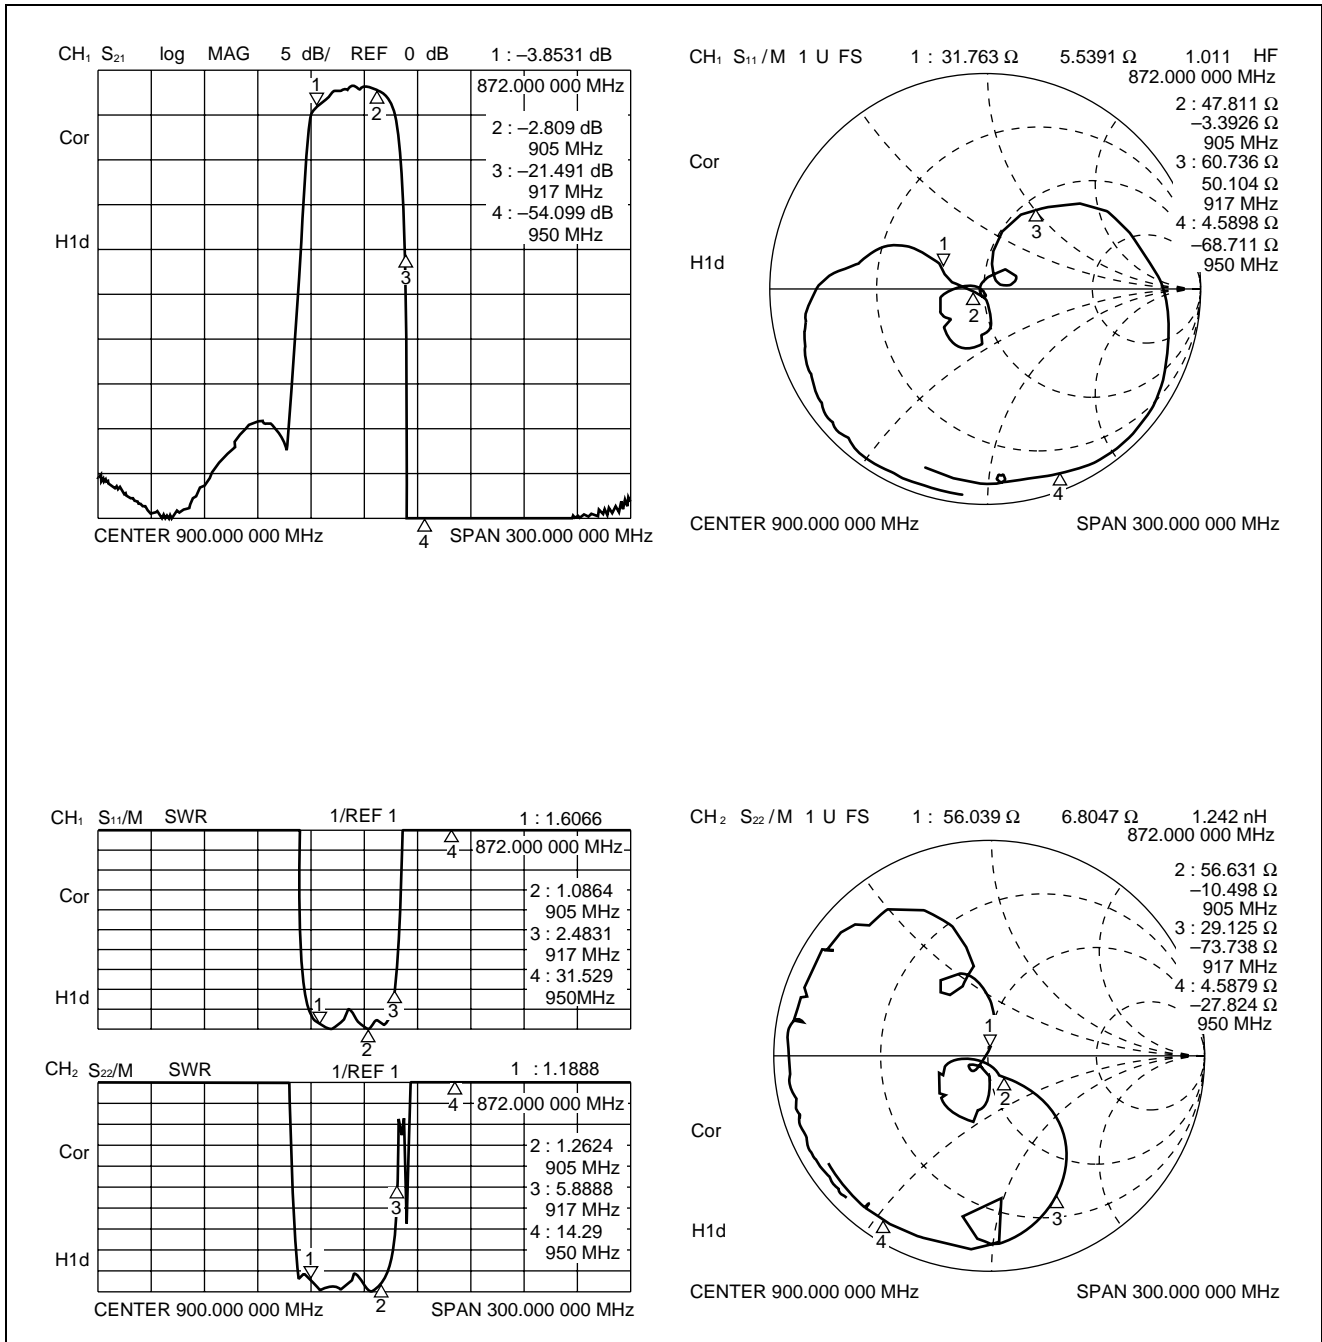 CH₁ S₂₁ log MAG 5 dB/ REF 0 dB 1 : –3.8531 dB
872.000 000 MHz
1
2
Cor
2 : –2.809 dB
905 MHz
3 : –21.491 dB
917 MHz
4 : –54.099 dB
950 MHz
H1d
3
CENTER 900.000 000 MHz
4
SPAN 300.000 000 MHz
CH₁ S₁₁/M 1 U FS 1 : 31.763 Ω 5.5391 Ω 1.011 HF
872.000 000 MHz
2 : 47.811 Ω
–3.3926 Ω
905 MHz
Cor
3 : 60.736 Ω
50.104 Ω
917 MHz
4 : 4.5898 Ω
–68.711 Ω
950 MHz
H1d
1
3
2
4
CENTER 900.000 000 MHz SPAN 300.000 000 MHz
CH₁ S₁₁/M SWR 1/REF 1 1 : 1.6066
4
872.000 000 MHz
Cor
2 : 1.0864
905 MHz
3 : 2.4831
917 MHz
4 : 31.529
950MHz
H1d
1
3
2
CH₂ S₂₂/M SWR 1/REF 1 1 : 1.1888
4
872.000 000 MHz
Cor
2 : 1.2624
905 MHz
3 : 5.8888
917 MHz
4 : 14.29
950 MHz
3
H1d
1
2
CENTER 900.000 000 MHz SPAN 300.000 000 MHz
CH₂ S₂₂/M 1 U FS 1 : 56.039 Ω 6.8047 Ω 1.242 nH
872.000 000 MHz
2 : 56.631 Ω
–10.498 Ω
905 MHz
3 : 29.125 Ω
–73.738 Ω
917 MHz
4 : 4.5879 Ω
–27.824 Ω
950 MHz
1
2
Cor
3
H1d
4
CENTER 900.000 000 MHz SPAN 300.000 000 MHz